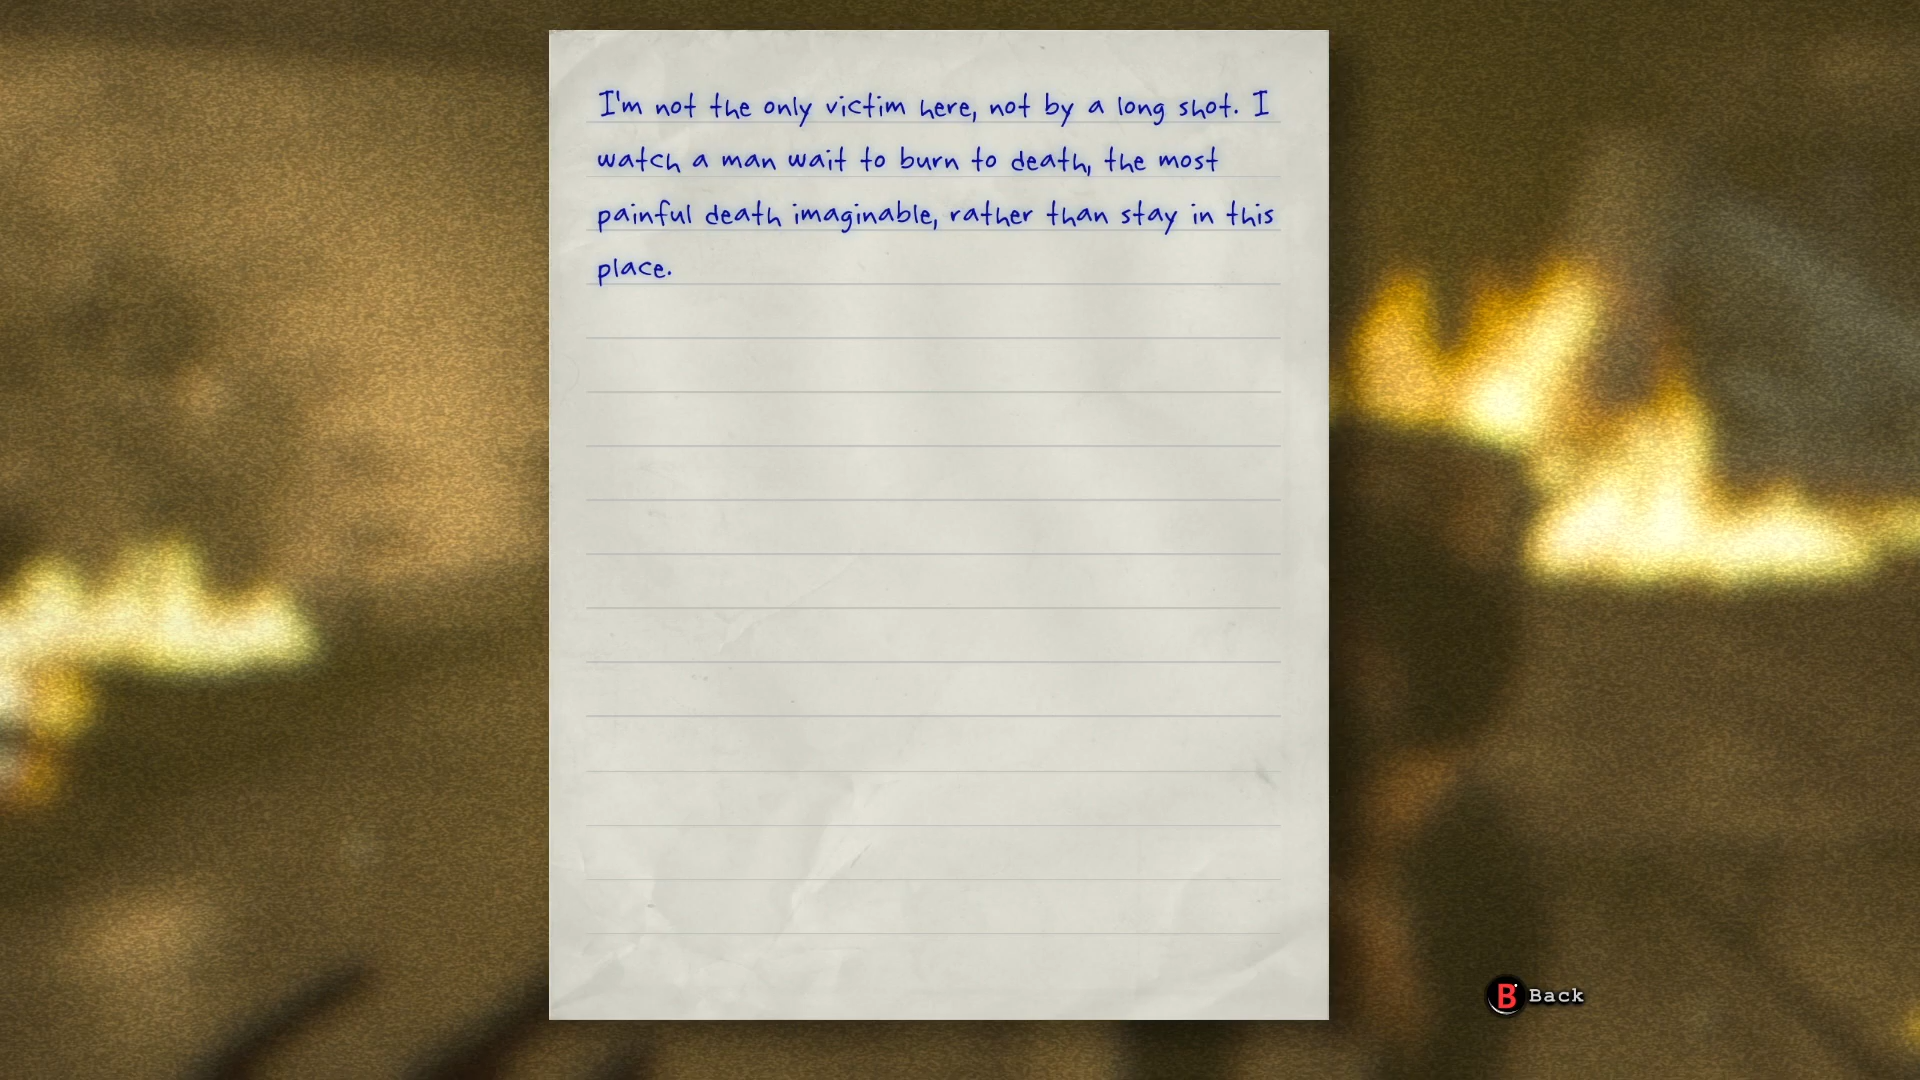 I'm not the only victim here, not by a long shot. I
watch a man wait to burn to death, the most
painful death imaginable, rather than stay in this
place.
B Back